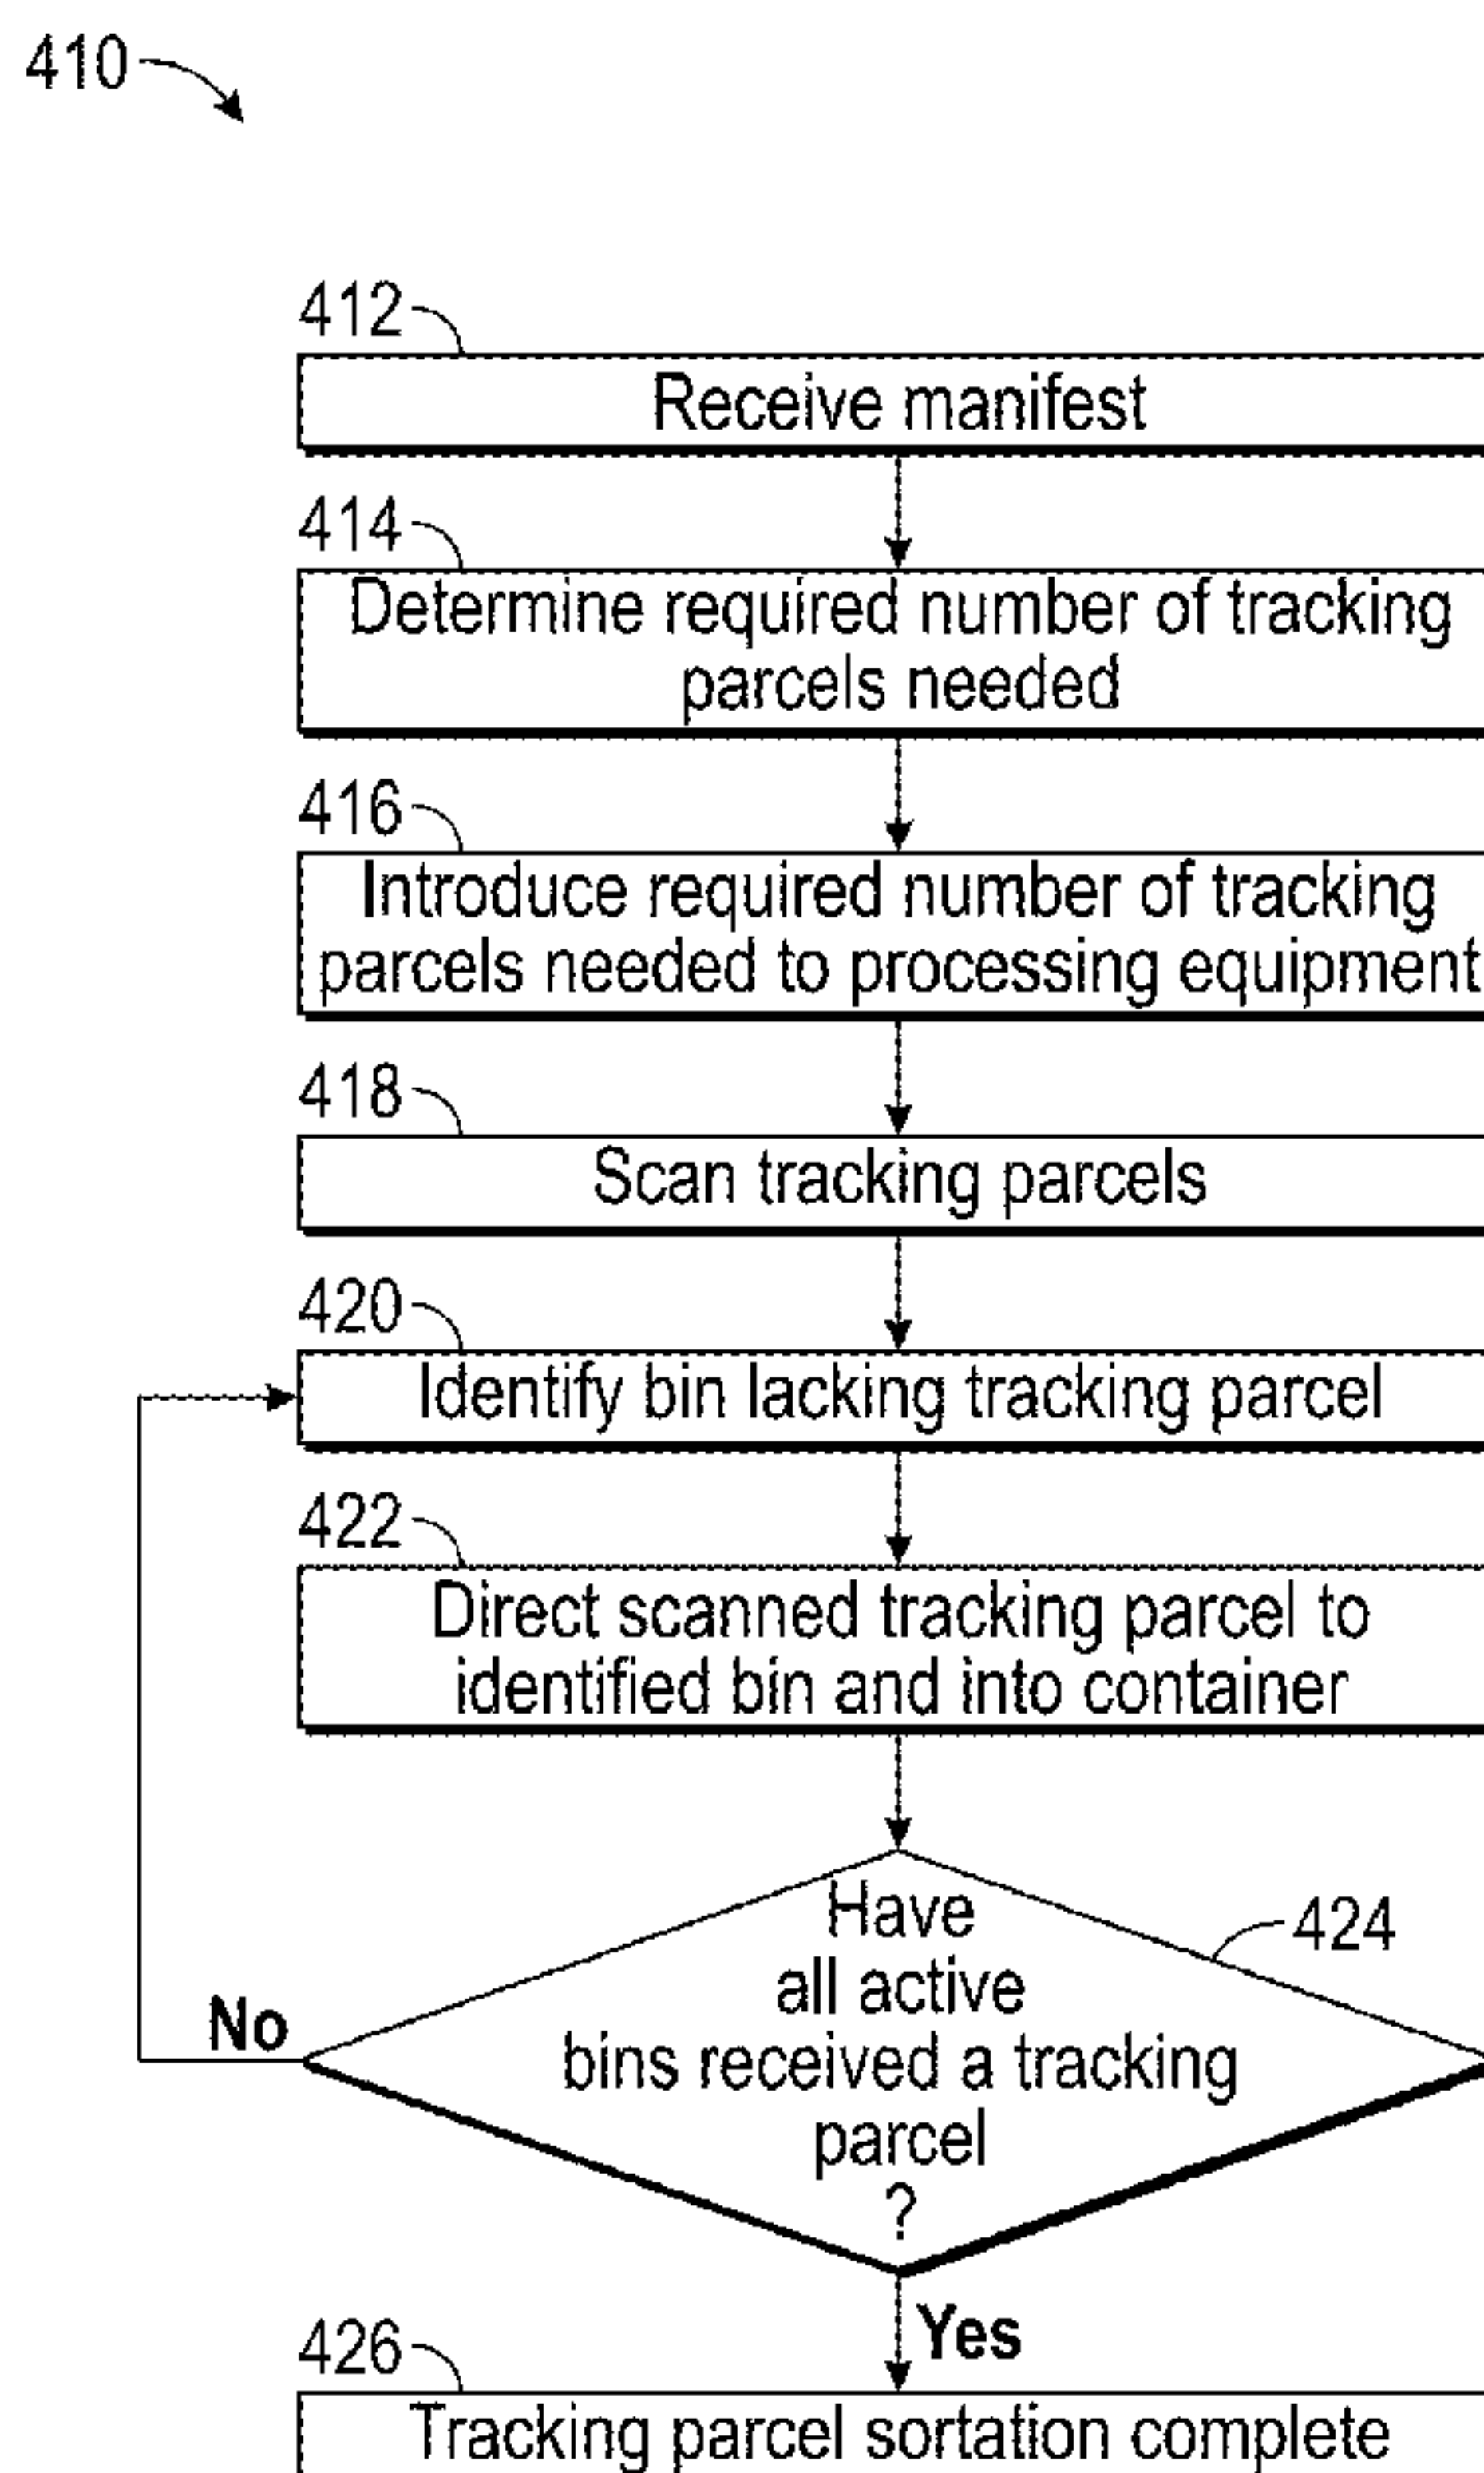 410
412
Receive manifest
414
Determine required number of tracking
parcels needed
416
Introduce required number of tracking
parcels needed to processing equipment
418
Scan tracking parcels
420
Identify bin lacking tracking parcel
422
Direct scanned tracking parcel to
identified bin and into container
Have
all active
bins received a tracking
parcel
?
424
No
Yes
426
Tracking parcel sortation complete